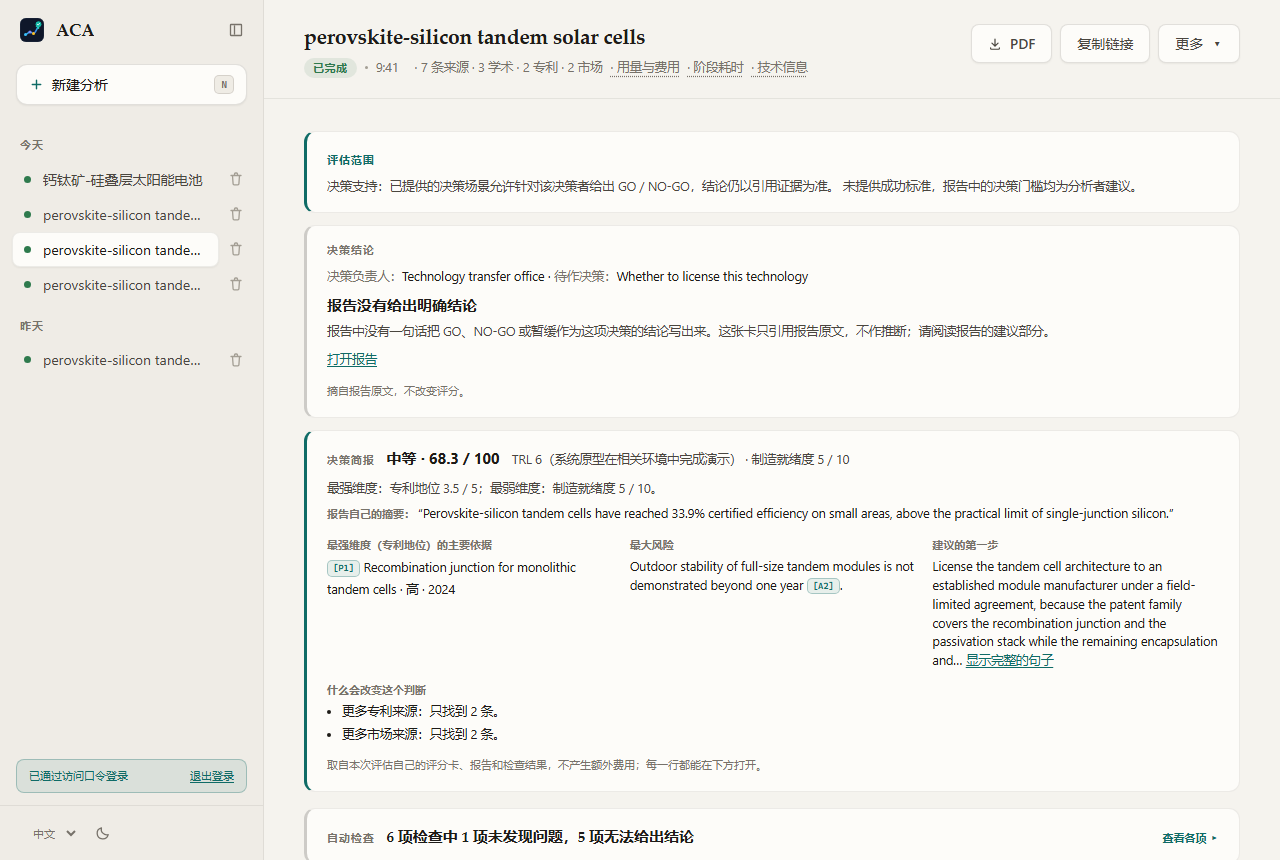 ACA
新建分析
N
今天
钙钛矿-硅叠层太阳能电池
perovskite-silicon tande...
perovskite-silicon tande...
perovskite-silicon tande...
昨天
perovskite-silicon tande...
已通过访问口令登录 退出登录
中文
perovskite-silicon tandem solar cells
已完成 · 9:41 · 7 条来源 · 3 学术 · 2 专利 · 2 市场 · 用量与费用 · 阶段耗时 · 技术信息
PDF
复制链接
更多
评估范围
决策支持：已提供的决策场景允许针对该决策者给出 GO / NO-GO，结论仍以引用证据为准。 未提供成功标准，报告中的决策门槛均为分析者建议。
决策结论
决策负责人：Technology transfer office · 待作决策：Whether to license this technology
报告没有给出明确结论
报告中没有一句话把 GO、NO-GO 或暂缓作为这项决策的结论写出来。这张卡只引用报告原文，不作推断；请阅读报告的建议部分。
打开报告
摘自报告原文，不改变评分。
决策简报 中等 · 68.3 / 100 TRL 6（系统原型在相关环境中完成演示） · 制造就绪度 5 / 10
最强维度：专利地位 3.5 / 5；最弱维度：制造就绪度 5 / 10。
报告自己的摘要：“Perovskite-silicon tandem cells have reached 33.9% certified efficiency on small areas, above the practical limit of single-junction silicon.”
最强维度（专利地位）的主要依据
[P1] Recombination junction for monolithic
tandem cells · 高 · 2024
最大风险
Outdoor stability of full-size tandem modules is not
demonstrated beyond one year [A2].
建议的第一步
License the tandem cell architecture to an
established module manufacturer under a field-
limited agreement, because the patent family
covers the recombination junction and the
passivation stack while the remaining encapsulation
and... 显示完整的句子
什么会改变这个判断
• 更多专利来源：只找到 2 条。
• 更多市场来源：只找到 2 条。
取自本次评估自己的评分卡、报告和检查结果，不产生额外费用；每一行都能在下方打开。
自动检查 6 项检查中 1 项未发现问题，5 项无法给出结论
查看各项